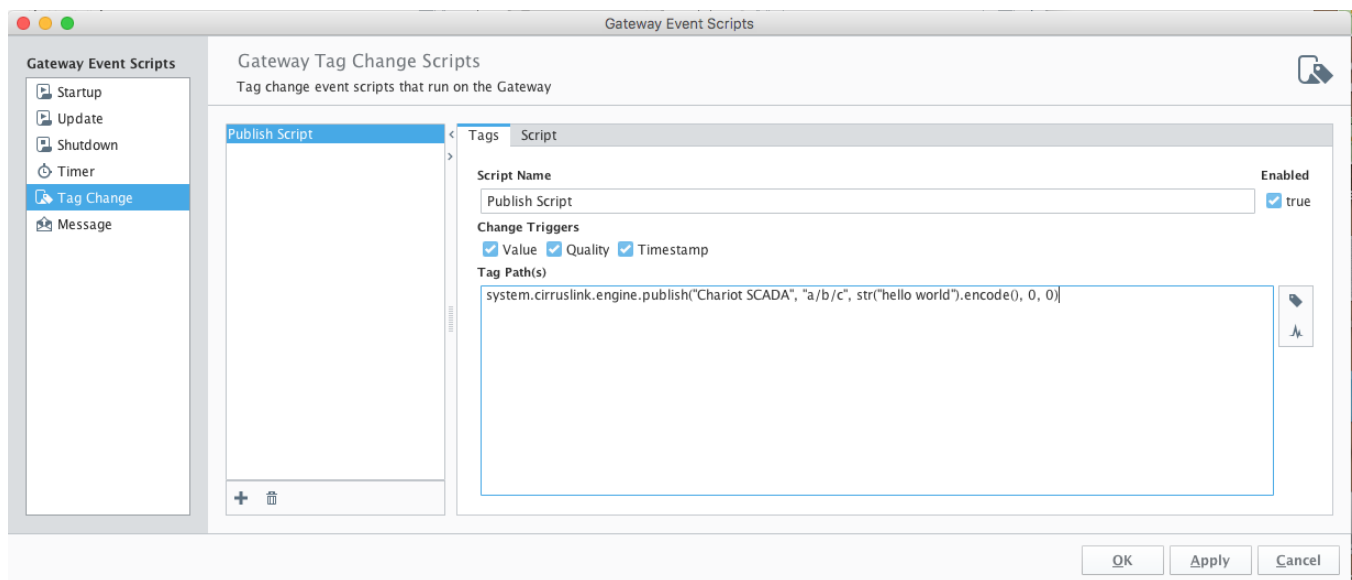 Gateway Event Scripts
Gateway Event Scripts
Startup
Update
Shutdown
Timer
Tag Change
Message
Gateway Tag Change Scripts
Tag change event scripts that run on the Gateway
Publish Script
<
>
Tags Script
Script Name Enabled
Publish Script true
Change Triggers
Value Quality Timestamp
Tag Path(s)
system.cirruslink.engine.publish("Chariot SCADA", "a/b/c", str("hello world").encode(), 0, 0)
OK Apply Cancel